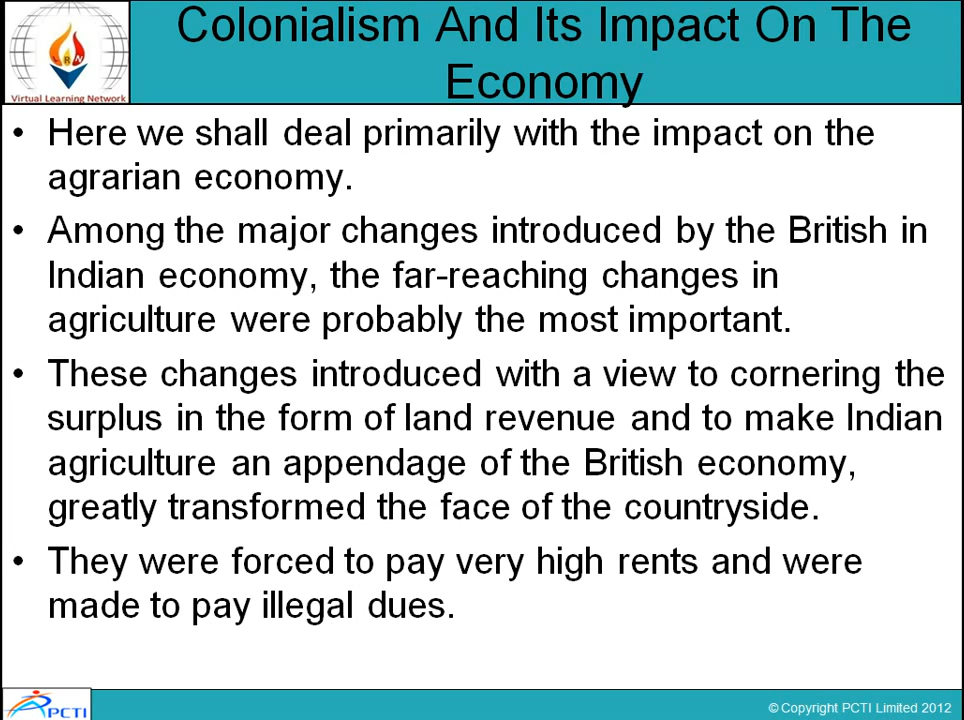 Colonialism And Its Impact On The
Economy
BRN
Virtual Learning Network
• Here we shall deal primarily with the impact on the
agrarian economy.
• Among the major changes introduced by the British in
Indian economy, the far-reaching changes in
agriculture were probably the most important.
• These changes introduced with a view to cornering the
surplus in the form of land revenue and to make Indian
agriculture an appendage of the British economy,
greatly transformed the face of the countryside.
• They were forced to pay very high rents and were
made to pay illegal dues.
PCTI
© Copyright PCTI Limited 2012